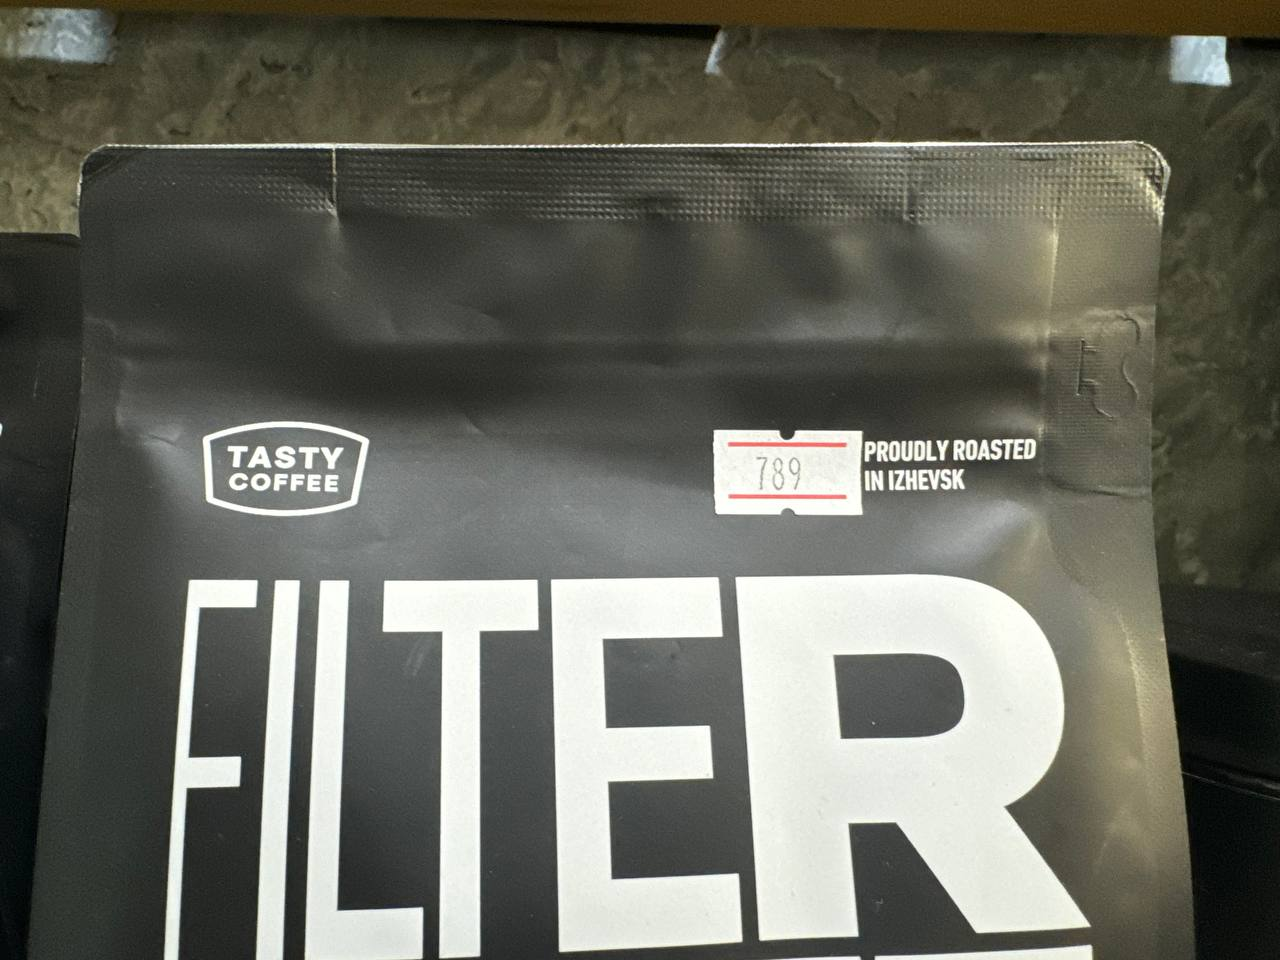 TASTY
COFFEE
789
PROUDLY ROASTED
IN IZHEVSK
FILTER